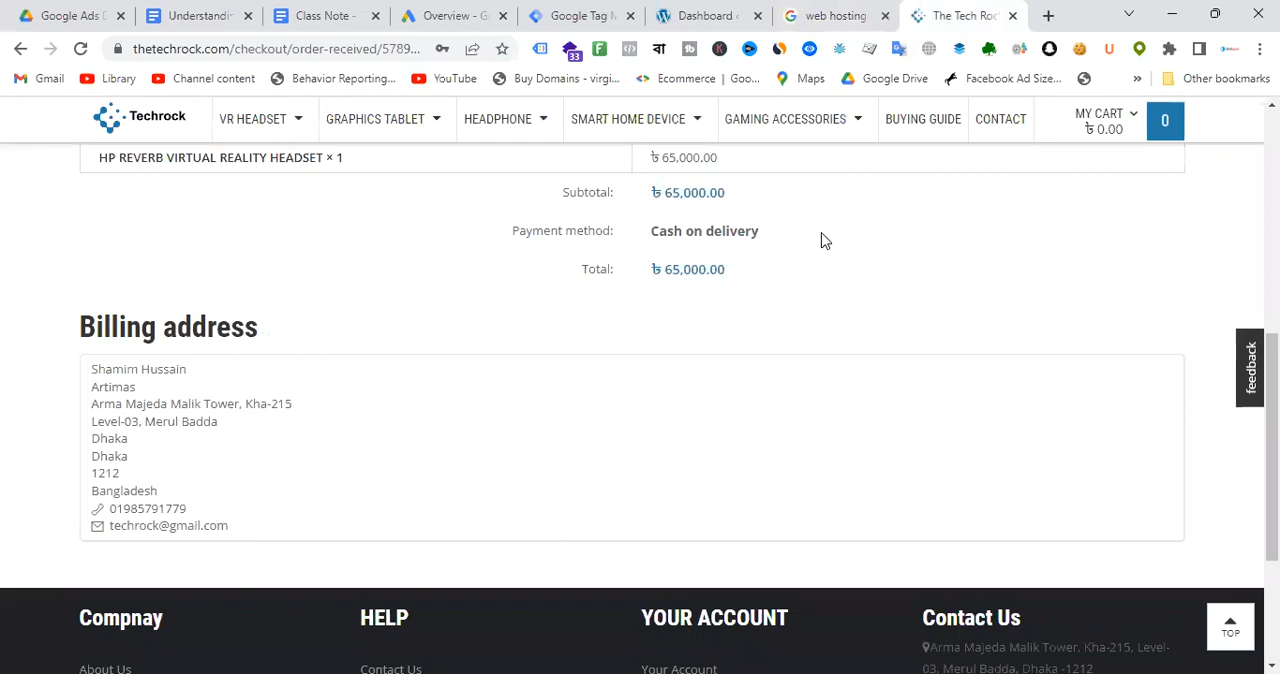 Google Ads D
Understandin
Class Note -
Overview - G
Google Tag M
Dashboard
web hosting
The Tech Roc
thetechrock.com/checkout/order-received/5789...
33
বা
Gmail
Library
Channel content
Behavior Reporting...
YouTube
Buy Domains - virgi...
Ecommerce | Goo...
Maps
Google Drive
Facebook Ad Size...
»
Other bookmarks
Techrock
VR HEADSET
GRAPHICS TABLET
HEADPHONE
SMART HOME DEVICE
GAMING ACCESSORIES
BUYING GUIDE
CONTACT
MY CART
৳ 0.00
0
HP REVERB VIRTUAL REALITY HEADSET × 1
৳ 65,000.00
Subtotal:
৳ 65,000.00
Payment method:
Cash on delivery
Total:
৳ 65,000.00
Billing address
Shamim Hussain
Artimas
Arma Majeda Malik Tower, Kha-215
Level-03, Merul Badda
Dhaka
Dhaka
1212
Bangladesh
01985791779
techrock@gmail.com
feedback
Compnay
HELP
YOUR ACCOUNT
Contact Us
About Us
Contact Us
Your Account
Arma Majeda Malik Tower, Kha-215, Level-
03, Merul Badda, Dhaka -1212
TOP